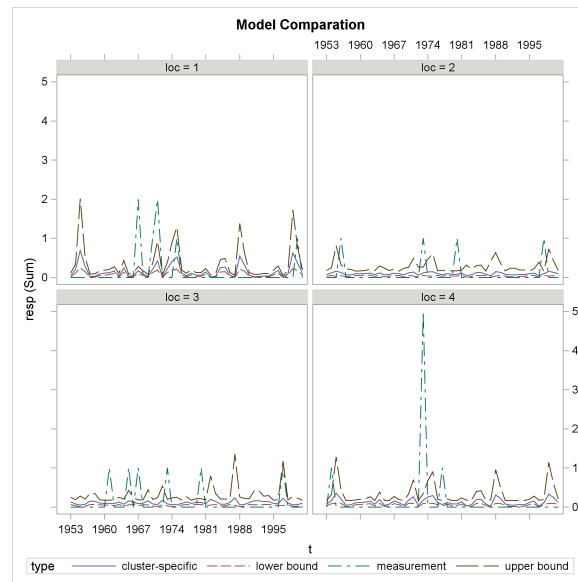 Model Comparation
1953 1960 1967 1974 1981 1988 1995
loc = 1 loc = 2
5
4
3
2
1
0
resp (Sum)
loc = 3 loc = 4
5
4
3
2
1
0
1953 1960 1967 1974 1981 1988 1995
t
type cluster-specific lower bound measurement upper bound